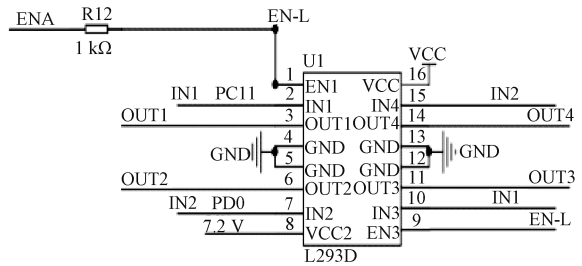 ENA R12 EN-L
1 kΩ U1 VCC
1 EN1 VCC 16
IN1 PC11 2 IN1 IN4 15 IN2
OUT1 3 OUT1 OUT4 14 OUT4
4 GND GND 13
GND GND
5 GND GND 12
OUT2 6 OUT2 OUT3 11 OUT3
IN2 PD0 7 IN2 IN3 10 IN1
7.2 V 8 VCC2 EN3 9 EN-L
L293D